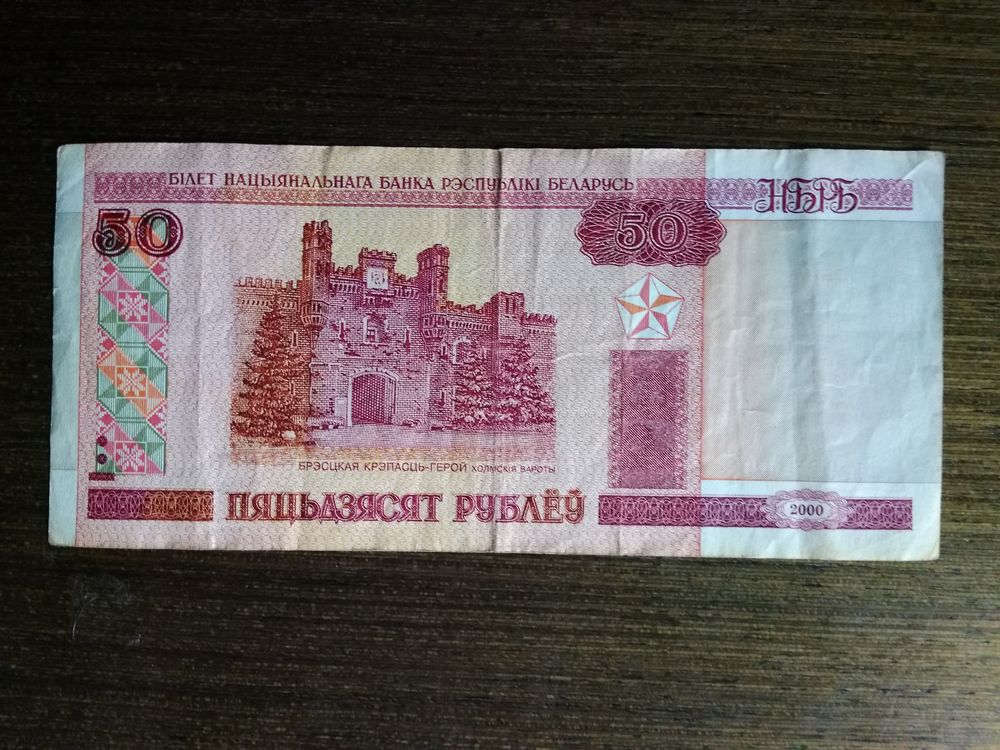 БІЛЕТ НАЦЫЯНАЛЬНАГА БАНКА РЭСПУБЛІКІ БЕЛАРУСЬ
НБРБ
50
50
БРЭСЦКАЯ КРЭПАСЦЬ-ГЕРОЙ ХОЛМСКІЯ ВАРОТЫ
ПЯЦЬДЗЯСЯТ РУБЛЁЎ
2000